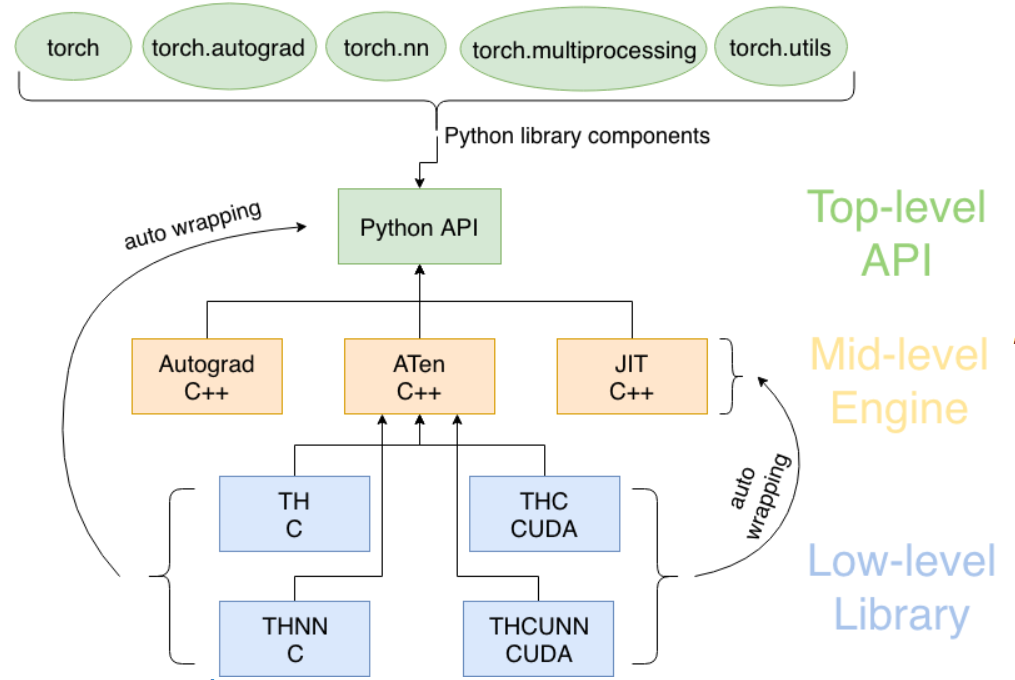 torch
torch.autograd
torch.nn
torch.multiprocessing
torch.utils
Python library components
auto wrapping
Python API
Top-level
API
Autograd
C++
ATen
C++
JIT
C++
Mid-level
Engine
auto
wrapping
TH
C
THC
CUDA
Low-level
Library
THNN
C
THCUNN
CUDA